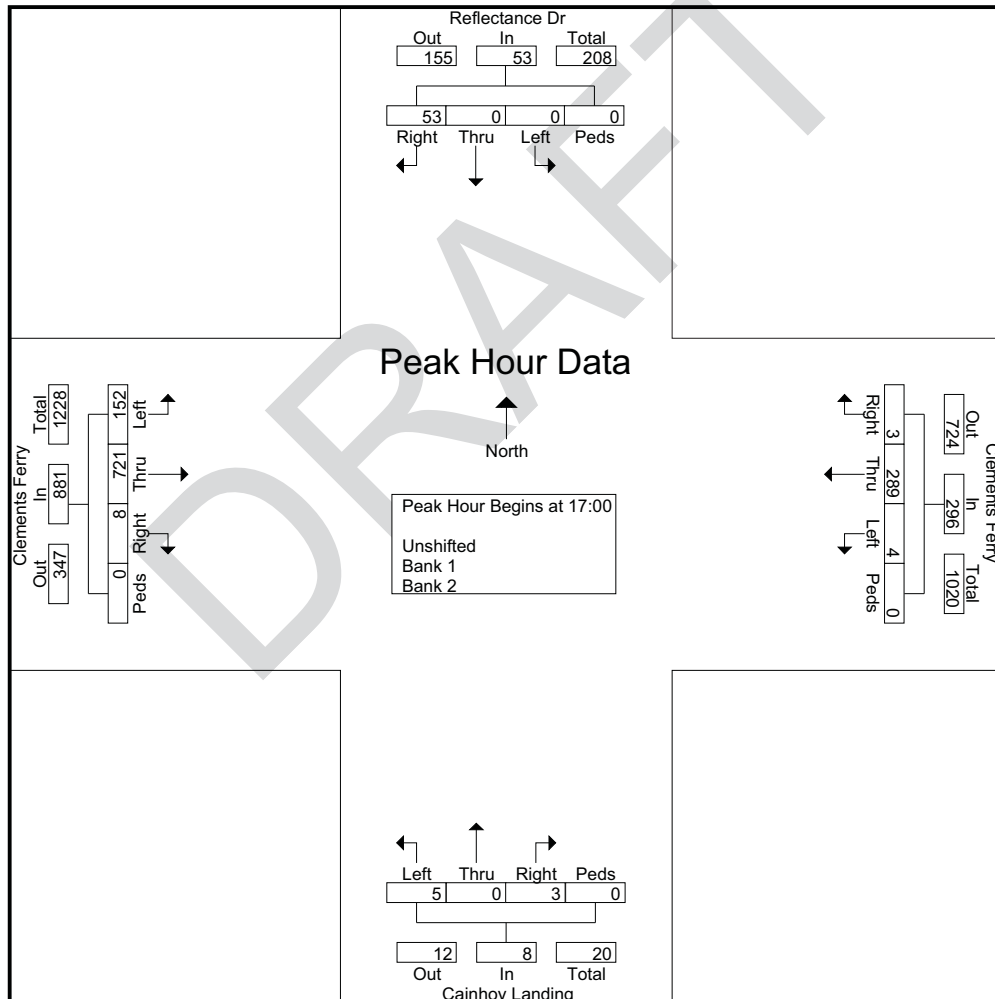 Reflectance Dr
Out In Total
155 53 208
53 0 0 0
Right Thru Left Peds
Peak Hour Data
North
Peak Hour Begins at 17:00
Unshifted
Bank 1
Bank 2
Clements Ferry
Total In Out
1228 881 347
152 721 8 0
Left Thru Right Peds
Right Thru Left Peds
3 289 4 0
Out In Total
724 296 1020
Clements Ferry
Left Thru Right Peds
5 0 3 0
12 8 20
Out In Total
Cainhoy Landing
DRAFT